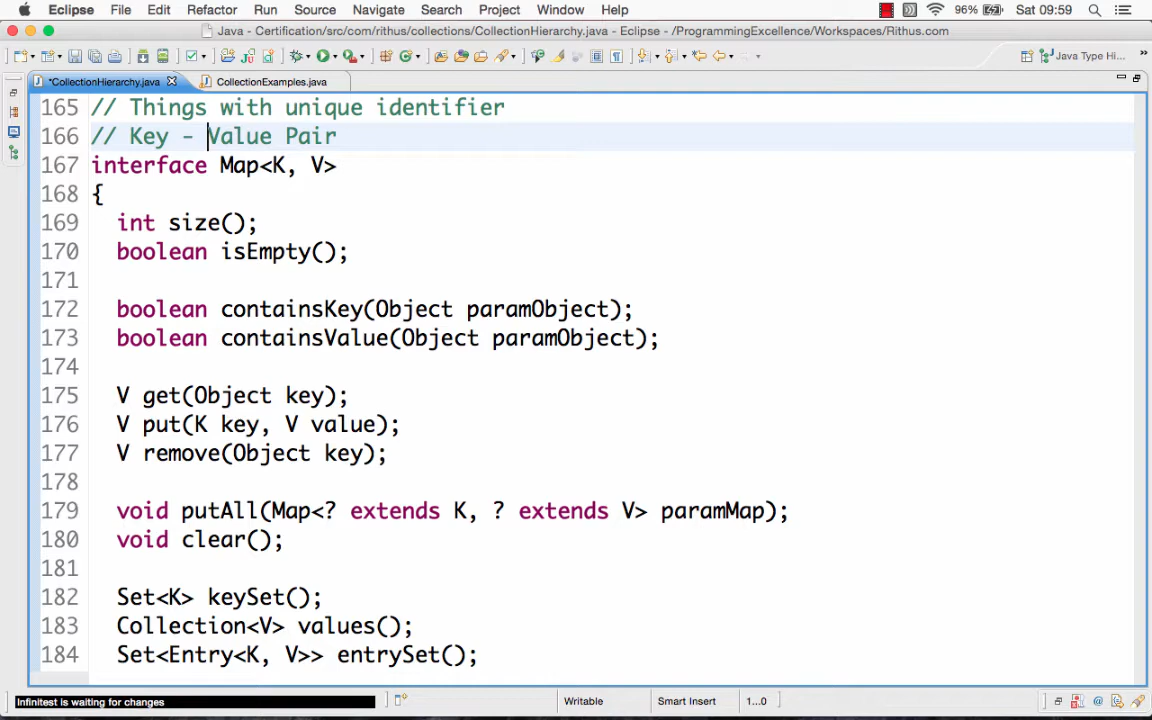 Eclipse File Edit Refactor Run Source Navigate Search Project Window Help 96% Sat 09:59
Java - Certification/src/com/rithus/collections/CollectionHierarchy.java - Eclipse - /ProgrammingExcellence/Workspaces/Rithus.com
Java Type Hi...
*CollectionHierarchy.java CollectionExamples.java
165 // Things with unique identifier
166 // Key - Value Pair
167 interface Map<K, V>
168 {
169 int size();
170 boolean isEmpty();
171
172 boolean containsKey(Object paramObject);
173 boolean containsValue(Object paramObject);
174
175 V get(Object key);
176 V put(K key, V value);
177 V remove(Object key);
178
179 void putAll(Map<? extends K, ? extends V> paramMap);
180 void clear();
181
182 Set<K> keySet();
183 Collection<V> values();
184 Set<Entry<K, V>> entrySet();
Infinitest is waiting for changes Writable Smart Insert 1...0